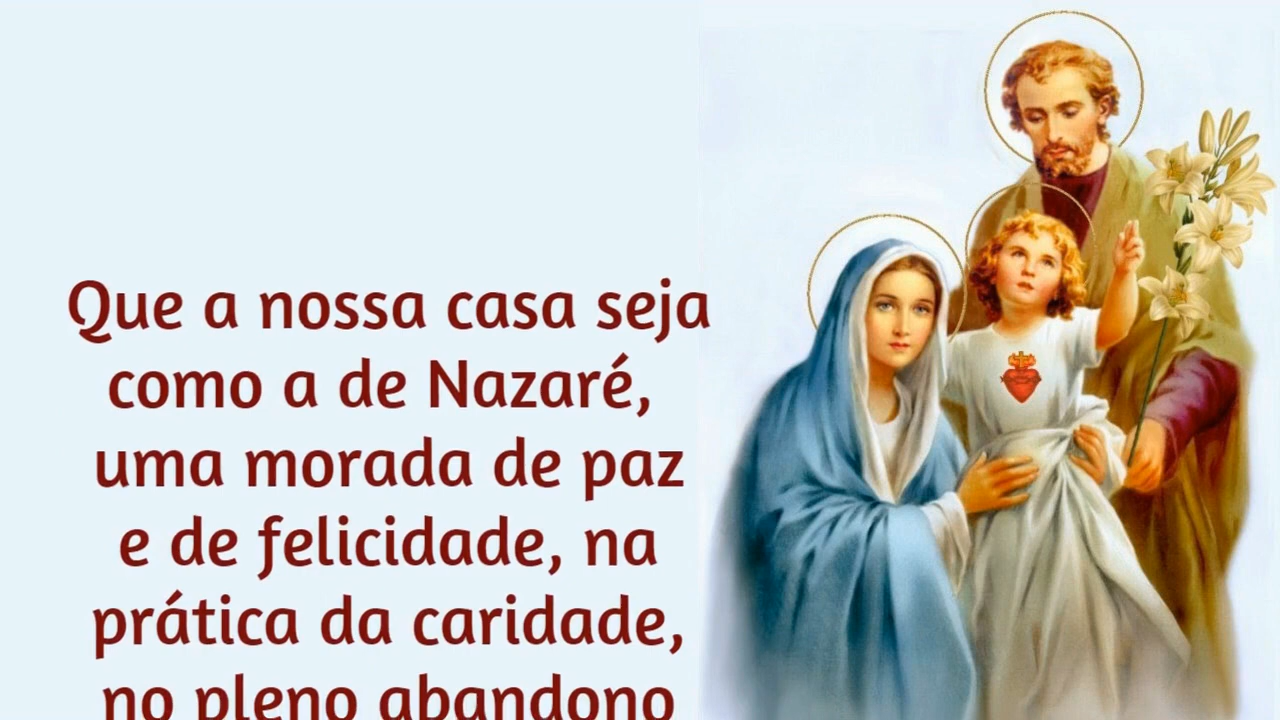 Que a nossa casa seja
como a de Nazaré,
uma morada de paz
e de felicidade, na
prática da caridade,
no pleno abandono